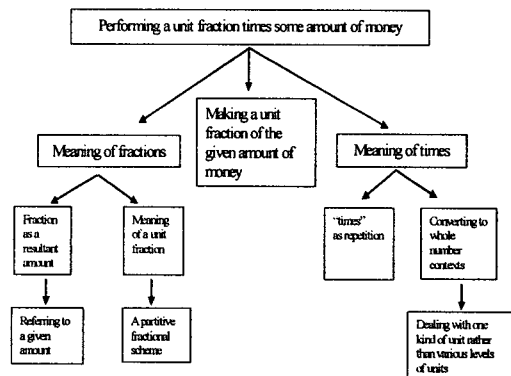 Performing a unit fraction times some amount of money
Making a unit
fraction of the
given amount of
money
Meaning of fractions
Meaning of times
Fraction
as a
resultant
amount
Meaning
of a unit
fraction
"times"
as repetition
Converting to
whole
number
contexts
Referring to
a given
amount
A partitive
fractional
scheme
Dealing with one
kind of unit rather
than various levels
of units